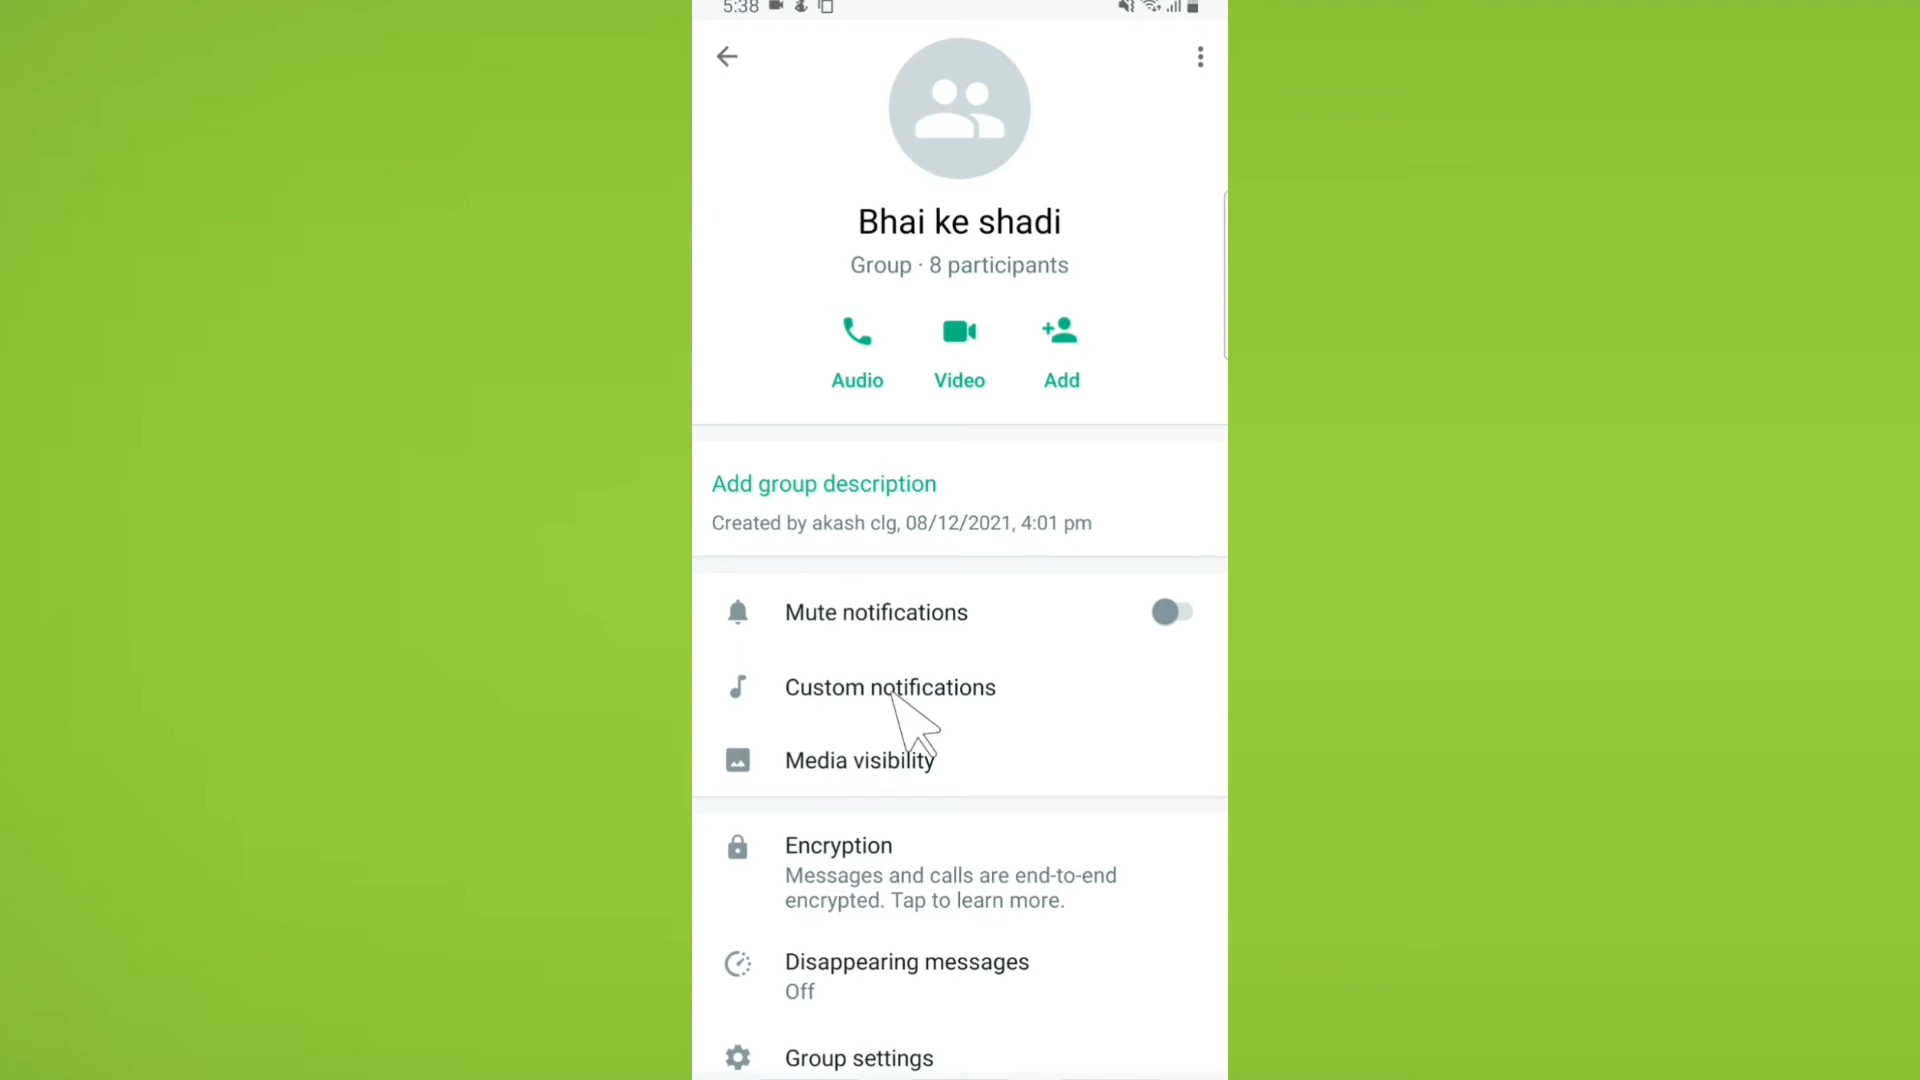 5:38
Bhai ke shadi
Group · 8 participants
Audio Video Add
Add group description
Created by akash clg, 08/12/2021, 4:01 pm
Mute notifications
Custom notifications
Media visibility
Encryption
Messages and calls are end-to-end
encrypted. Tap to learn more.
Disappearing messages
Off
Group settings